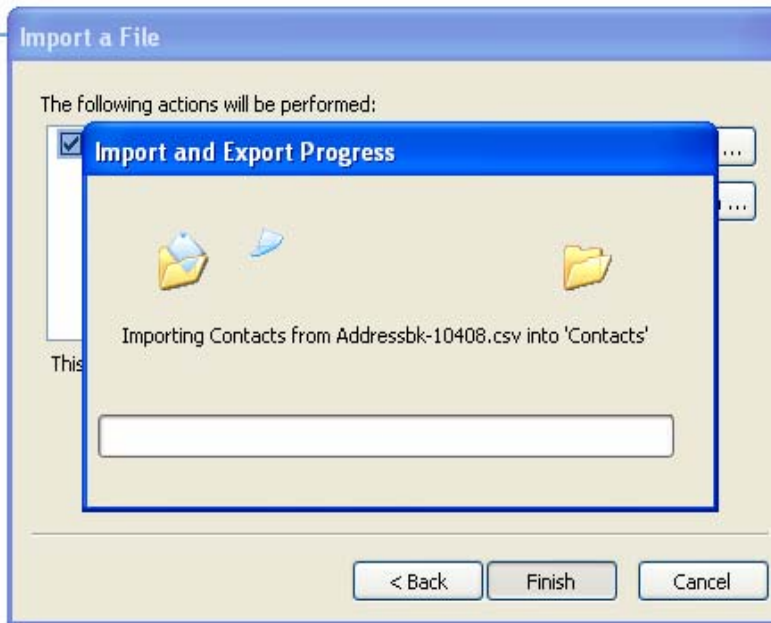 Import a File
The following actions will be performed:
Import and Export Progress
...
...
Importing Contacts from Addressbk-10408.csv into 'Contacts'
This
< Back
Finish
Cancel